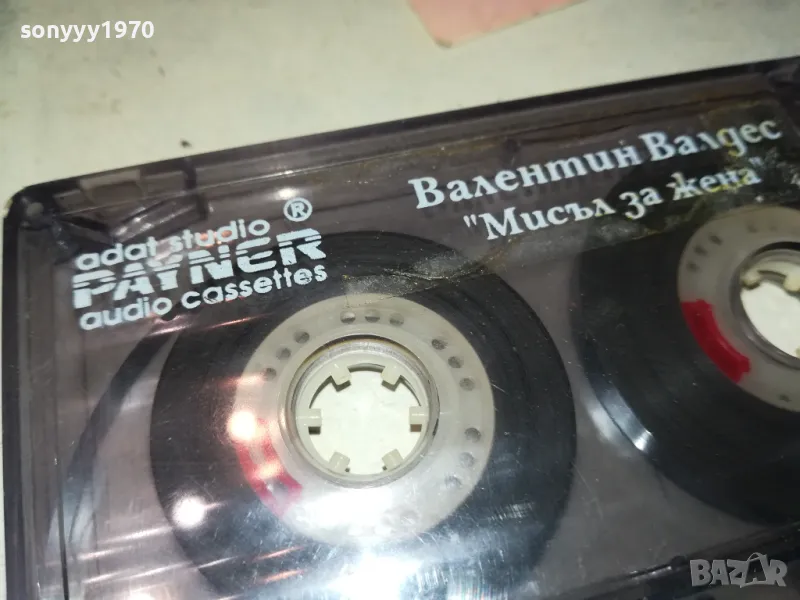 sonyyy1970
adat studio ®
PAYNER
audio cassettes
Валентин Валдес
"Мисъл за жена"
BAZAR